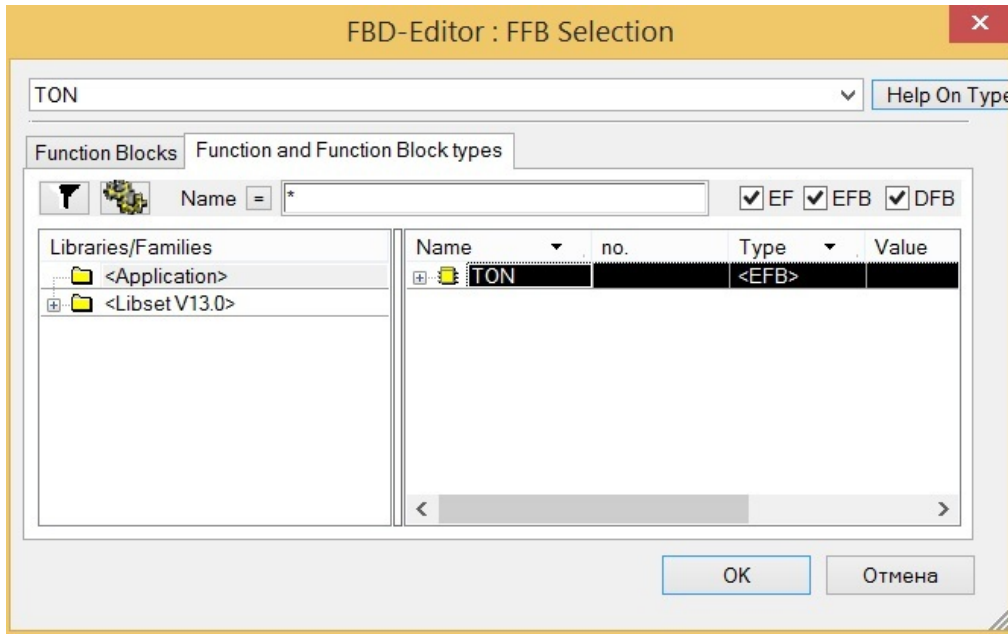 FBD-Editor : FFB Selection
TON
Help On Type
Function Blocks
Function and Function Block types
Name = *
EF EFB DFB
Libraries/Families
<Application>
<Libset V13.0>
Name no. Type Value
TON <EFB>
OK Отмена